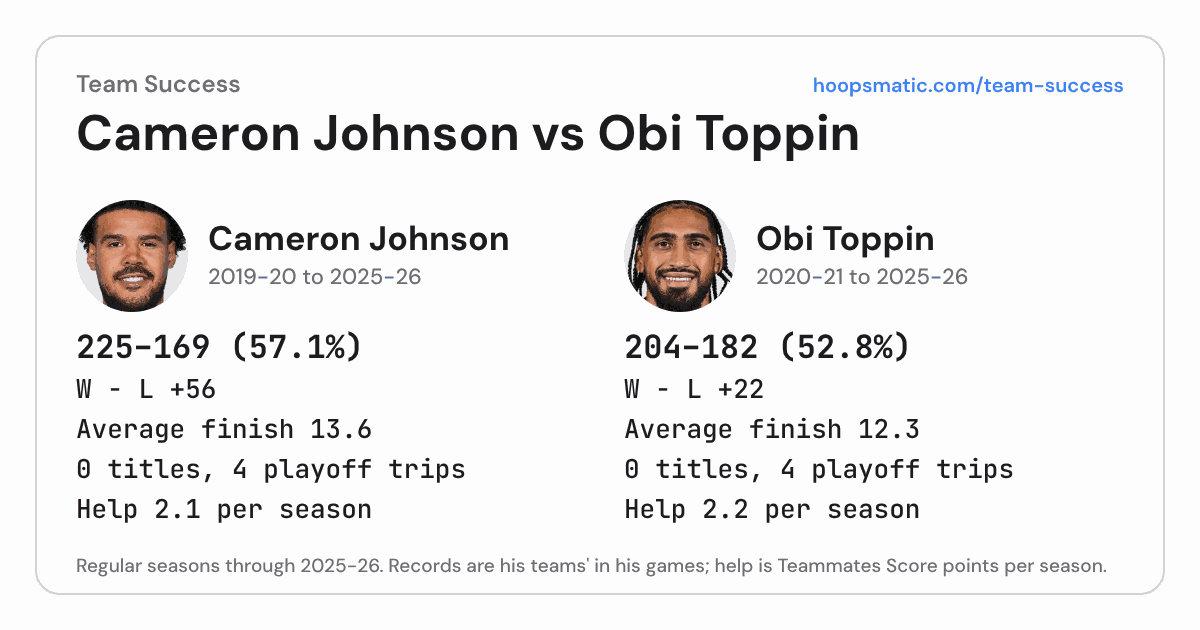 Team Success
hoopsmatic.com/team-success
Cameron Johnson vs Obi Toppin
Cameron Johnson
2019-20 to 2025-26
225-169 (57.1%)
W - L +56
Average finish 13.6
0 titles, 4 playoff trips
Help 2.1 per season
Obi Toppin
2020-21 to 2025-26
204-182 (52.8%)
W - L +22
Average finish 12.3
0 titles, 4 playoff trips
Help 2.2 per season
Regular seasons through 2025-26. Records are his teams' in his games; help is Teammates Score points per season.